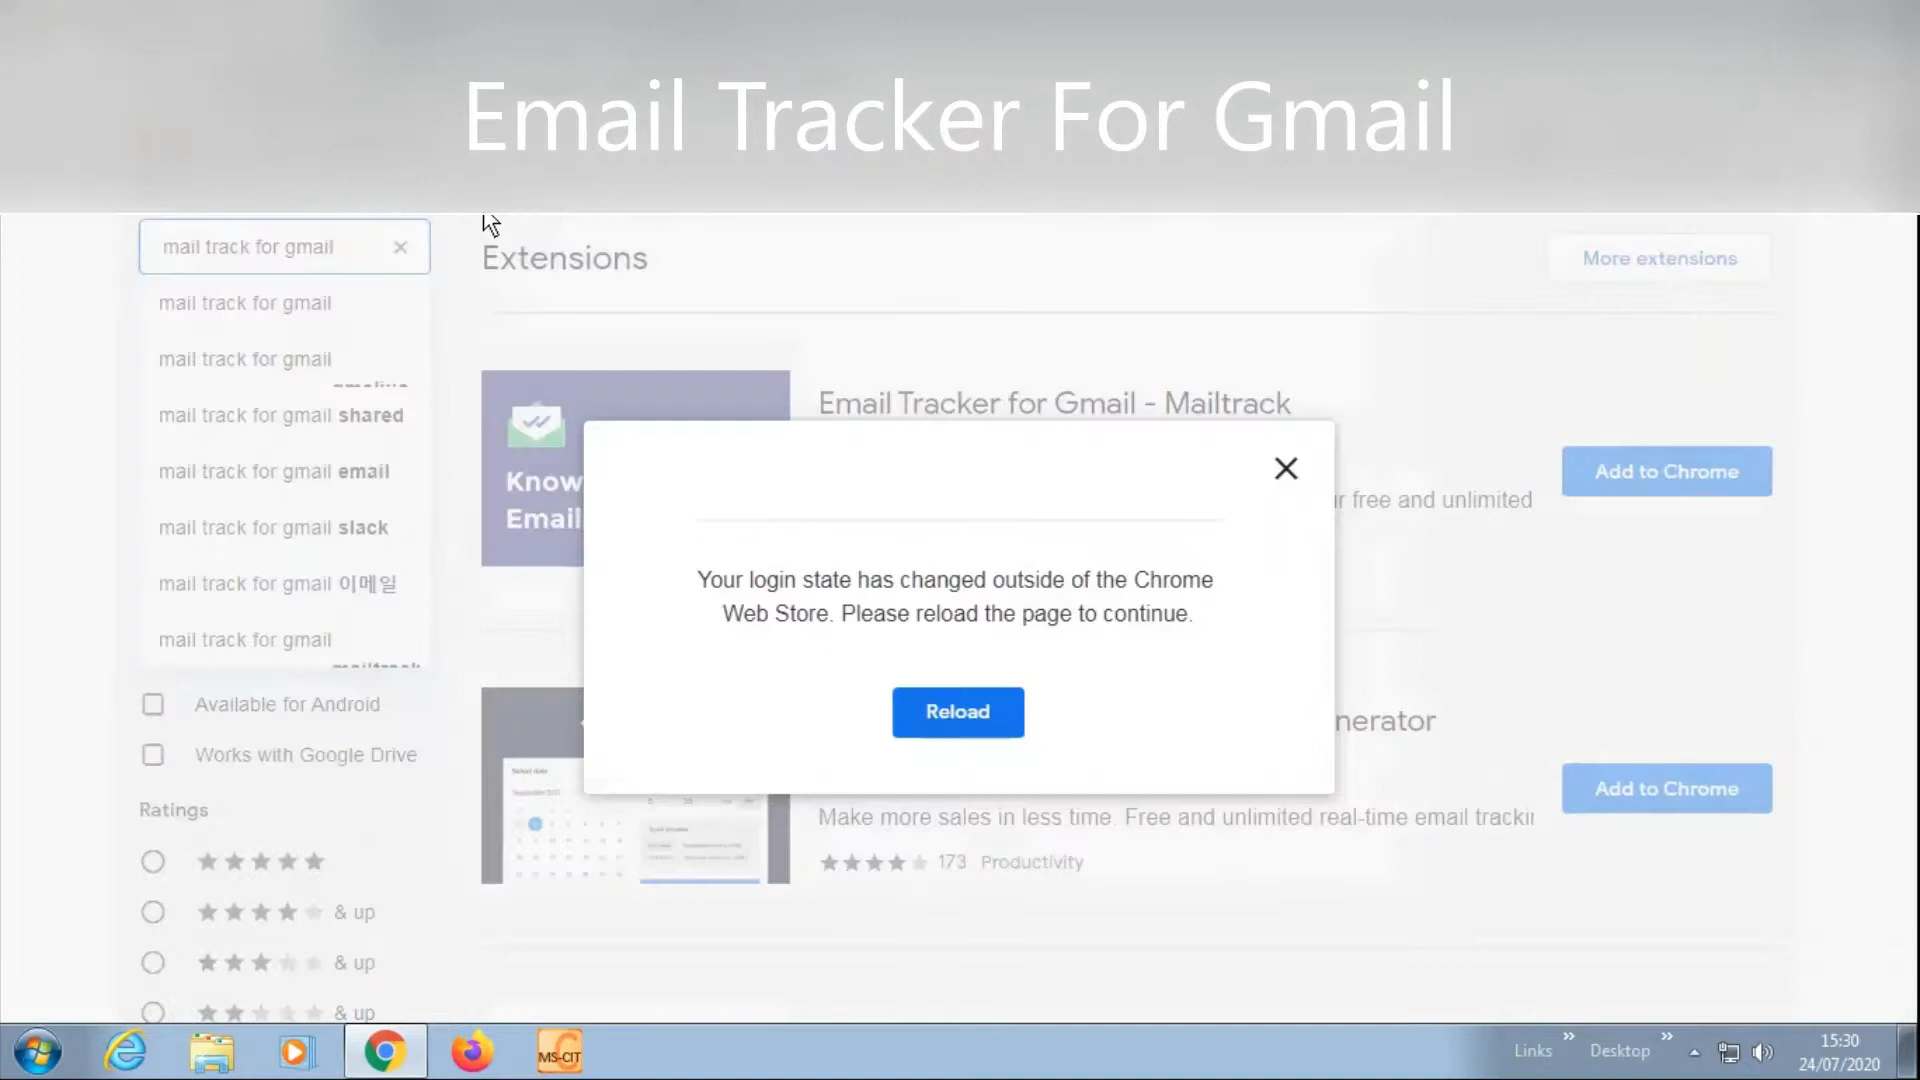 Email Tracker For Gmail
mail track for gmail
Extensions
More extensions
mail track for gmail
mail track for gmail
mail track for gmail shared
mail track for gmail email
mail track for gmail slack
mail track for gmail 이메일
mail track for gmail
Available for Android
Works with Google Drive
Ratings
& up
& up
& up
Know
Email
Email Tracker for Gmail - Mailtrack
free and unlimited
Add to Chrome
Your login state has changed outside of the Chrome
Web Store. Please reload the page to continue.
Reload
nerator
Make more sales in less time. Free and unlimited real-time email
173 Productivity
Add to Chrome
MS-CIT
Links
Desktop
15:30
24/07/2020